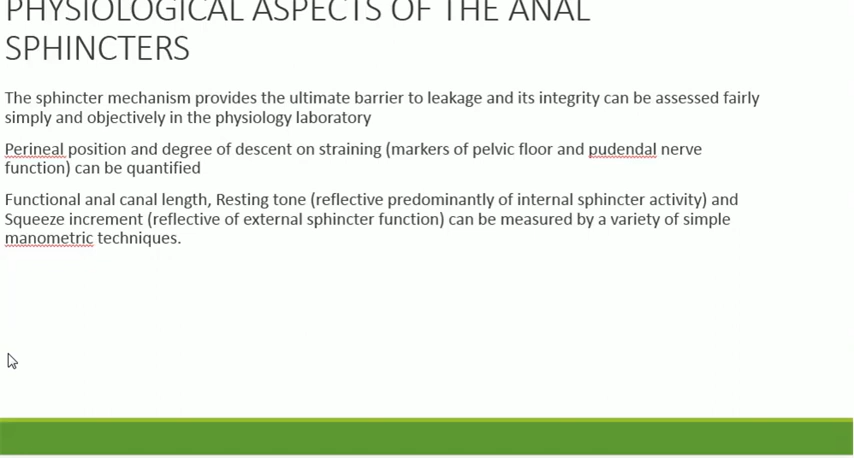 PHYSIOLOGICAL ASPECTS OF THE ANAL
SPHINCTERS
The sphincter mechanism provides the ultimate barrier to leakage and its integrity can be assessed fairly
simply and objectively in the physiology laboratory
Perineal position and degree of descent on straining (markers of pelvic floor and pudendal nerve
function) can be quantified
Functional anal canal length, Resting tone (reflective predominantly of internal sphincter activity) and
Squeeze increment (reflective of external sphincter function) can be measured by a variety of simple
manometric techniques.